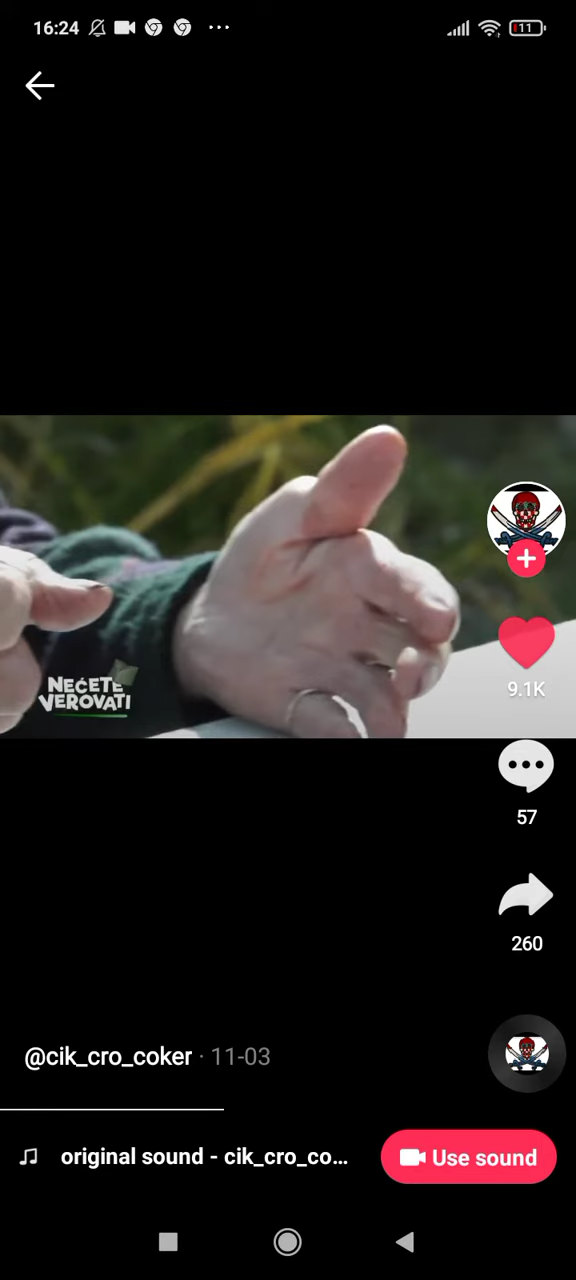 16:24
11
NEĆETE
VEROVATI
9.1K
57
260
@cik_cro_coker · 11-03
original sound - cik_cro_co...
Use sound